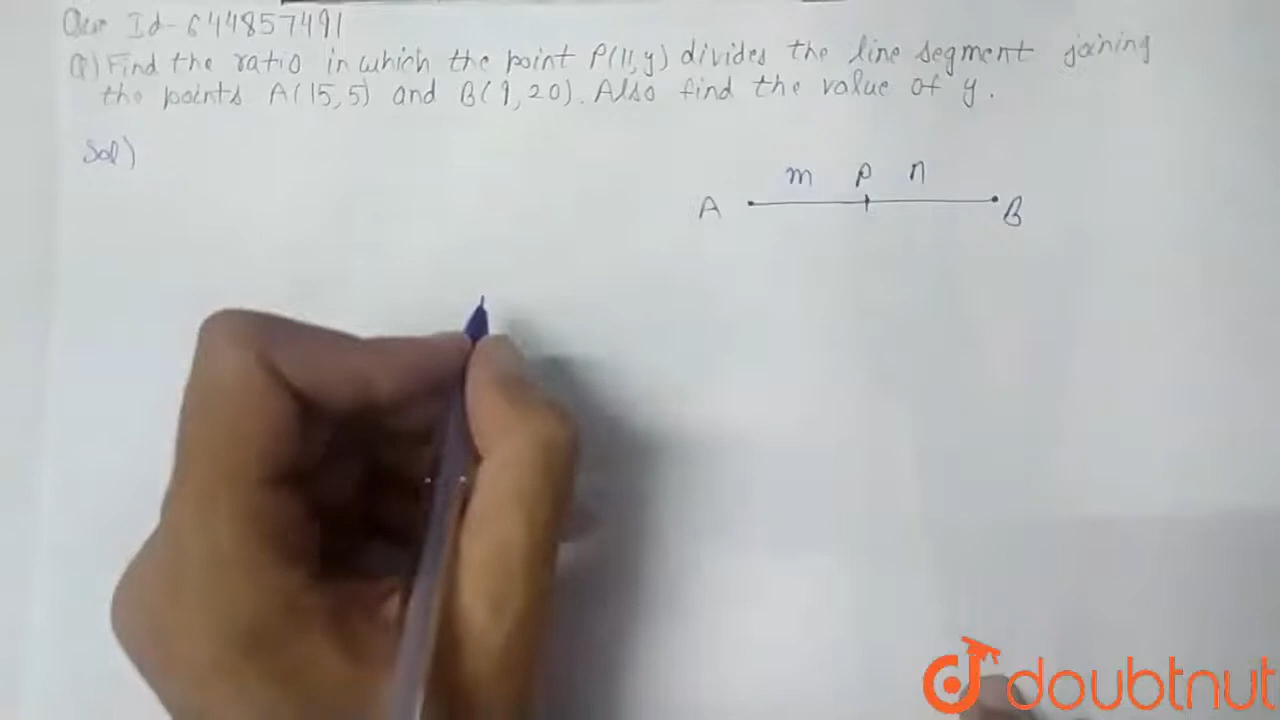 Que Id-644857491
Q) Find the ratio in which the point P(11,y) divides the line segment joining
the points A(15,5) and B(9,20). Also find the value of y.
Sol)
m P n
A B
doubtnut